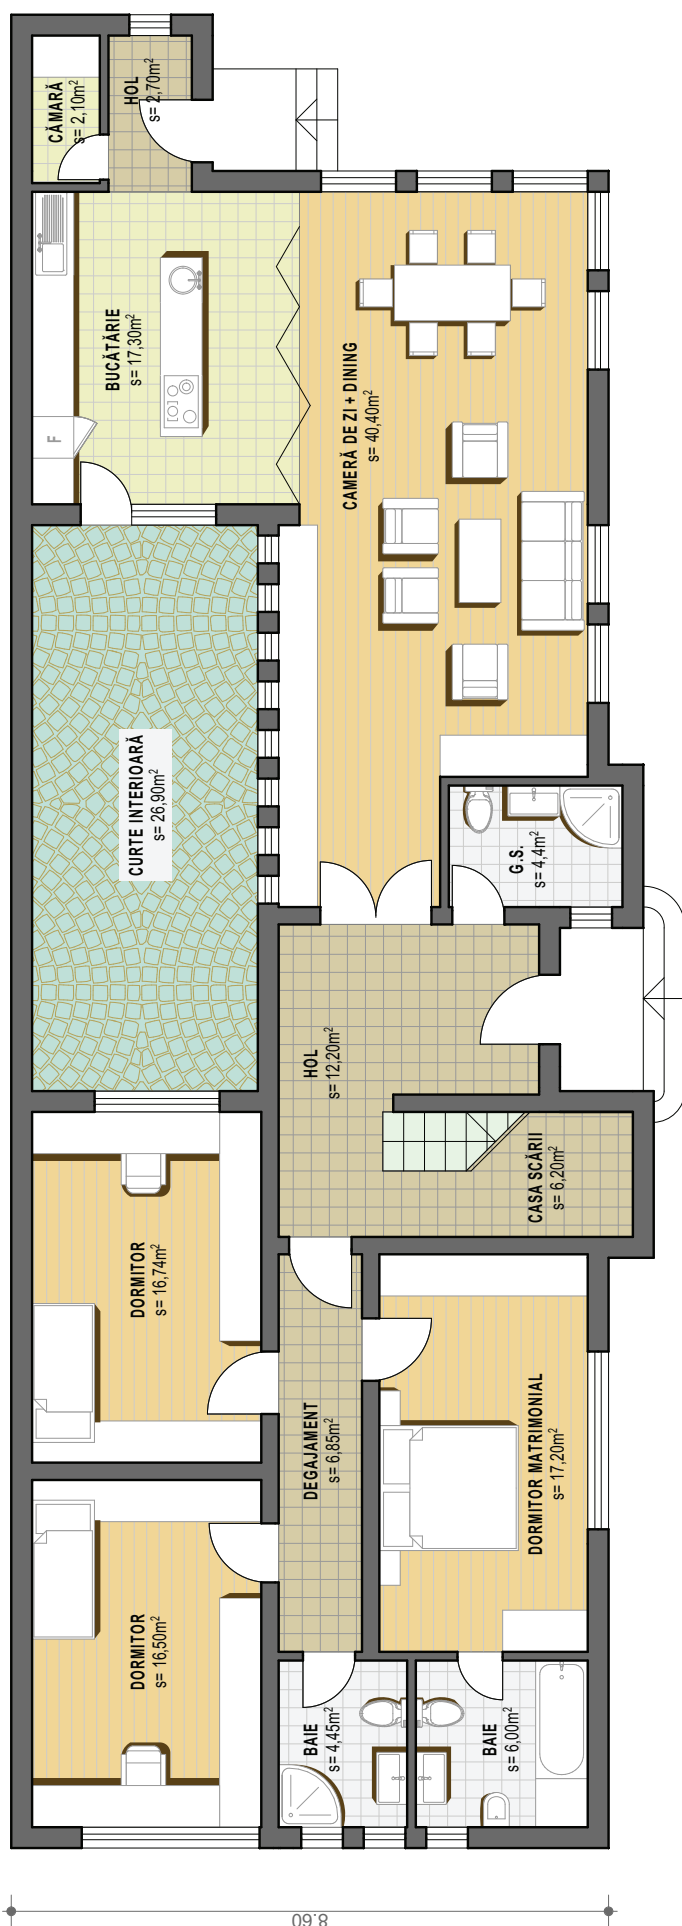 CĂMARĂ
s= 2,10m²
HOL
s= 2,70m²
BUCĂTĂRIE
s= 17,30m²
F
CAMERĂ DE ZI + DINING
s= 40,40m²
CURTE INTERIOARĂ
s= 26,90m²
G.S.
s= 4,4m²
HOL
s= 12,20m²
CASA SCĂRII
s= 6,20m²
DORMITOR
s= 16,74m²
DEGAJAMENT
s= 6,85m²
DORMITOR MATRIMONIAL
s= 17,20m²
DORMITOR
s= 16,50m²
BAIE
s= 4,45m²
BAIE
s= 6,00m²
8.60